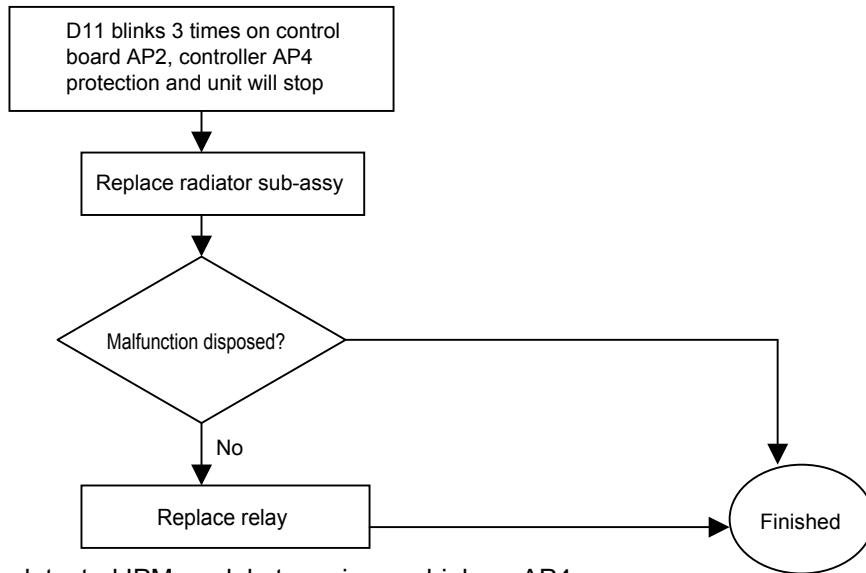 D11 blinks 3 times on control
board AP2, controller AP4
protection and unit will stop
Replace radiator sub-assy
Malfunction disposed?
No
Replace relay
Finished